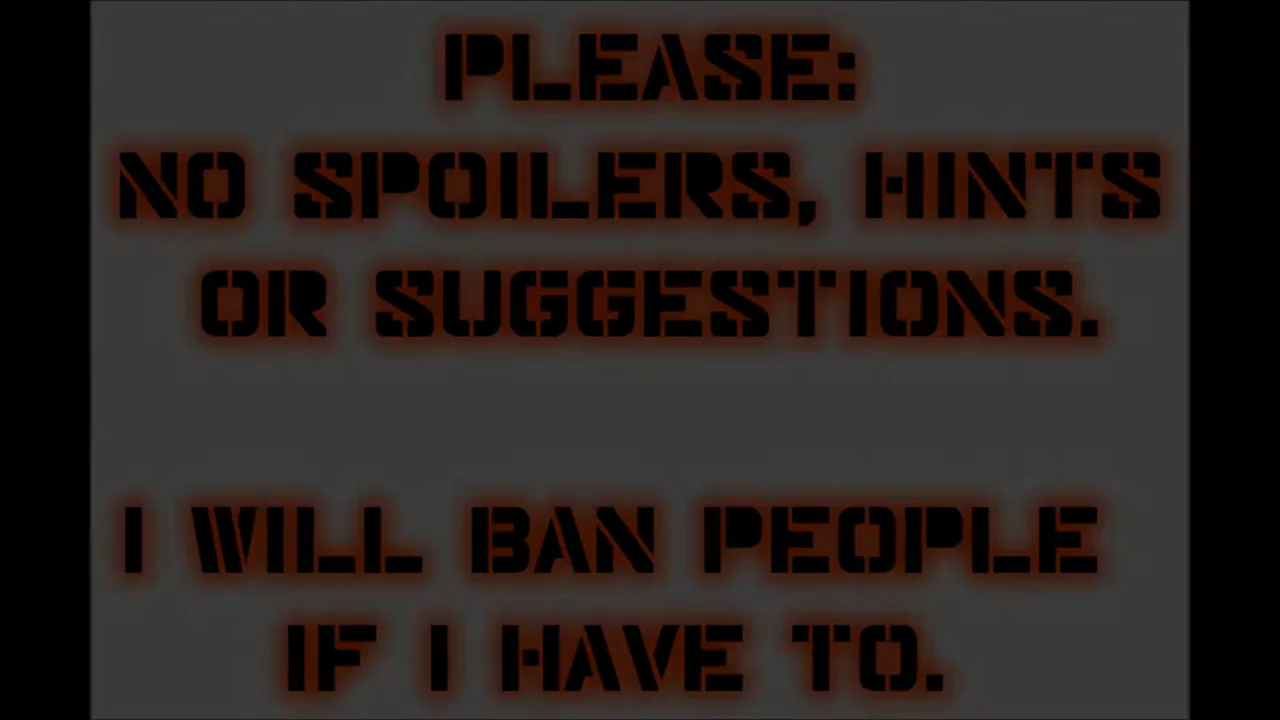 PLEASE:
NO SPOILERS, HINTS
OR SUGGESTIONS.
I WILL BAN PEOPLE
IF I HAVE TO.